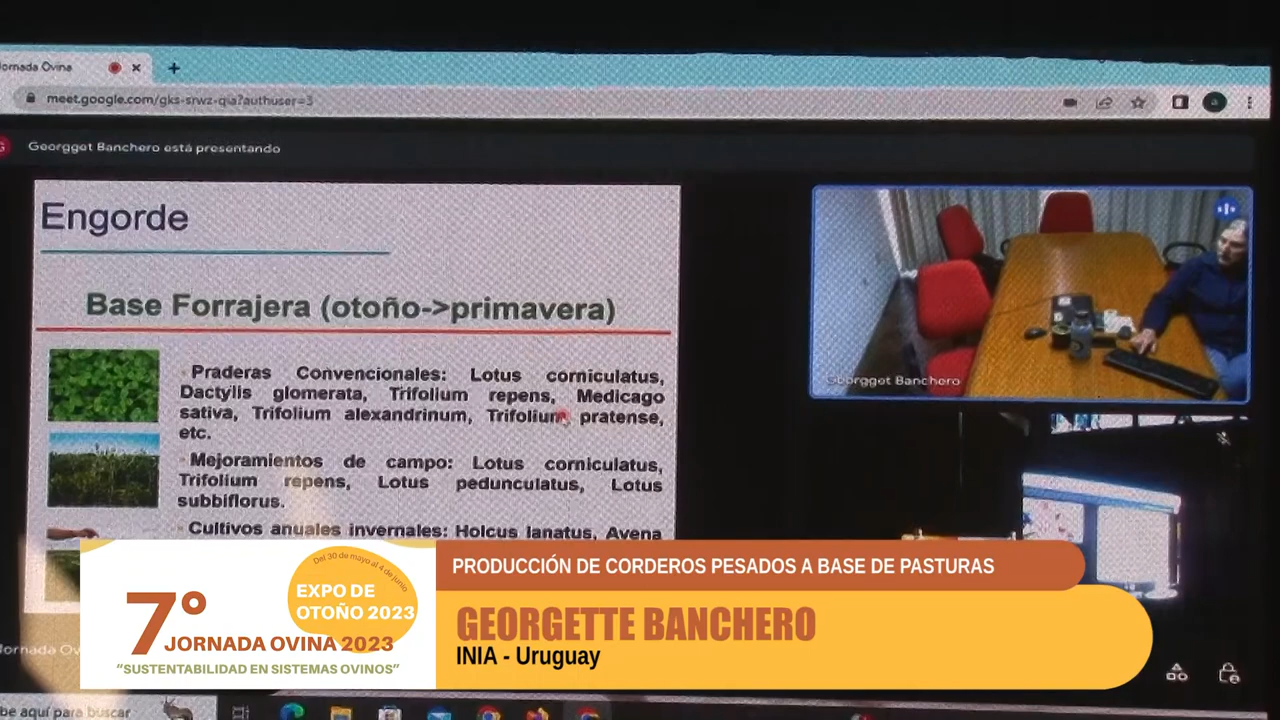 Jornada Ovina
meet.google.com/gks-srwz-qia?authuser=3
Georgget Banchero está presentando
Engorde
Base Forrajera (otoño->primavera)
Praderas Convencionales: Lotus corniculatus,
Dactylis glomerata, Trifolium repens, Medicago
sativa, Trifolium alexandrinum, Trifolium pratense,
etc.
Mejoramientos de campo: Lotus corniculatus,
Trifolium repens, Lotus pedunculatus, Lotus
subbiflorus.
Cultivos anuales invernales: Holcus lanatus, Avena
Georgget Banchero
Del 30 de mayo al 4 de junio
EXPO DE
OTOÑO 2023
7°
JORNADA OVINA 2023
“SUSTENTABILIDAD EN SISTEMAS OVINOS”
PRODUCCIÓN DE CORDEROS PESADOS A BASE DE PASTURAS
GEORGETTE BANCHERO
INIA - Uruguay
Jornada Ov
be aquí para buscar